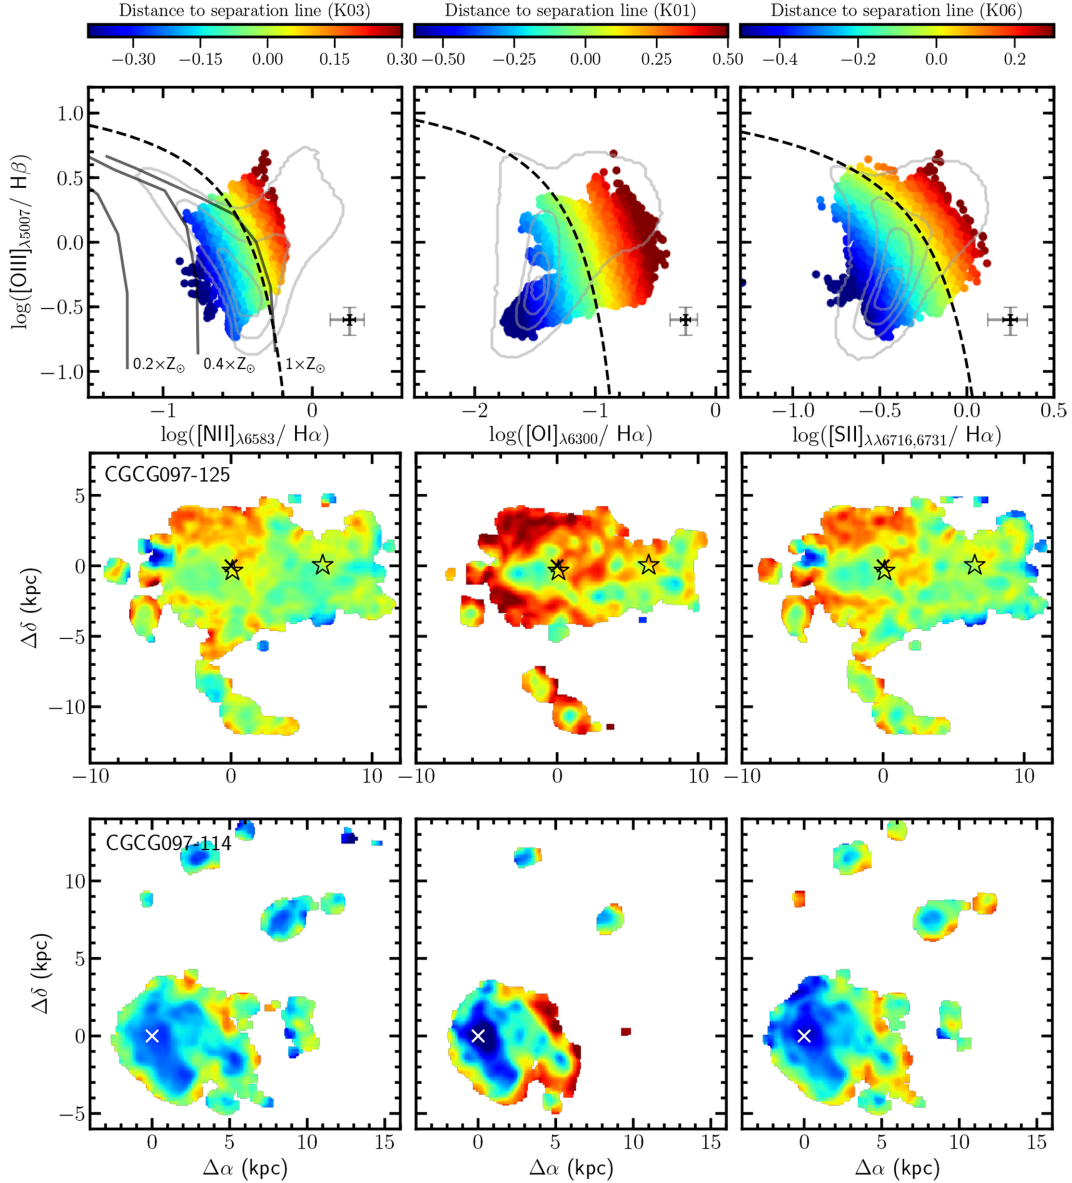 Distance to separation line (K03) Distance to separation line (K01) Distance to separation line (K06)
−0.30 −0.15 0.00 0.15 0.30 −0.50 −0.25 0.00 0.25 0.50 −0.4 −0.2 0.0 0.2
log([OIII]λ5007/ Hβ)
1.0
0.5
0.0
−0.5
−1.0
0.2×Z⊙ 0.4×Z⊙ 1×Z⊙
−1 0 −2 −1 0 −1.0 −0.5 0.0 0.5
log([NII]λ6583/ Hα) log([OI]λ6300/ Hα) log([SII]λλ6716,6731/ Hα)
CGCG097-125
Δδ (kpc)
5
0
−5
−10
−10 0 10 −10 0 10 −10 0 10
CGCG097-114
Δδ (kpc)
10
5
0
−5
0 5 10 15 0 5 10 15 0 5 10 15
Δα (kpc) Δα (kpc) Δα (kpc)